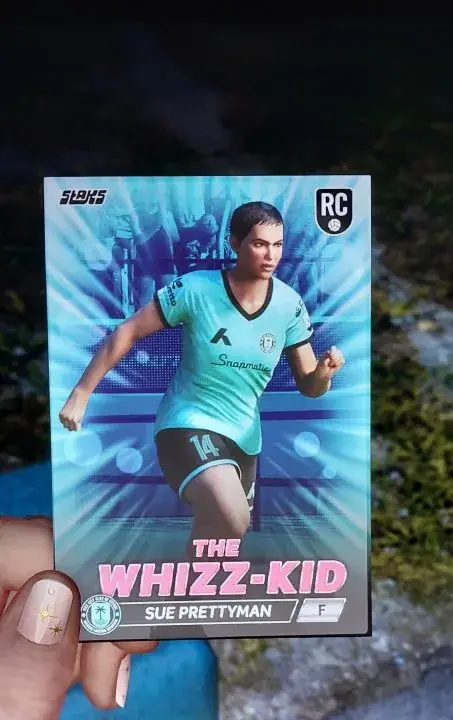 STAKS
RC
Snapmatic
14
THE
WHIZZ-KID
SUE PRETTYMAN
F